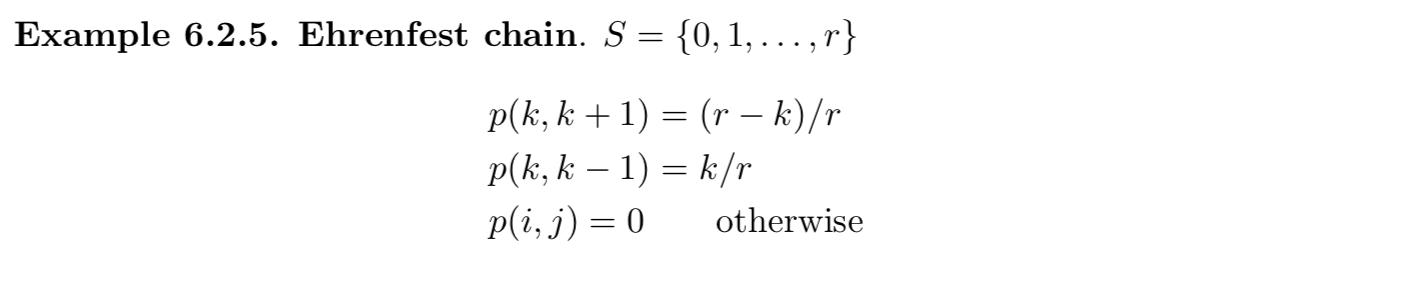 Example 6.2.5. Ehrenfest chain. S = {0, 1, . . . , r}
p(k, k + 1) = (r − k)/r
p(k, k − 1) = k/r
p(i, j) = 0 otherwise